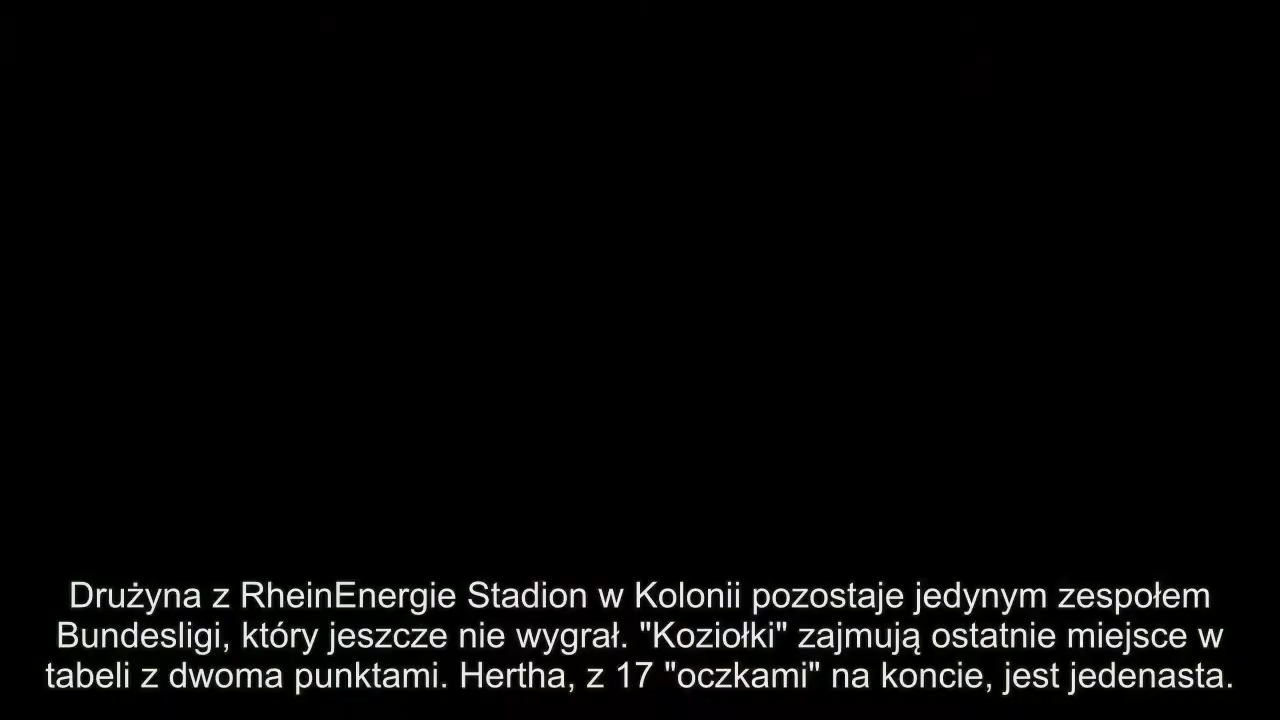 Drużyna z RheinEnergie Stadion w Kolonii pozostaje jedynym zespołem
Bundesligi, który jeszcze nie wygrał. "Koziołki" zajmują ostatnie miejsce w
tabeli z dwoma punktami. Hertha, z 17 "oczkami" na koncie, jest jedenasta.